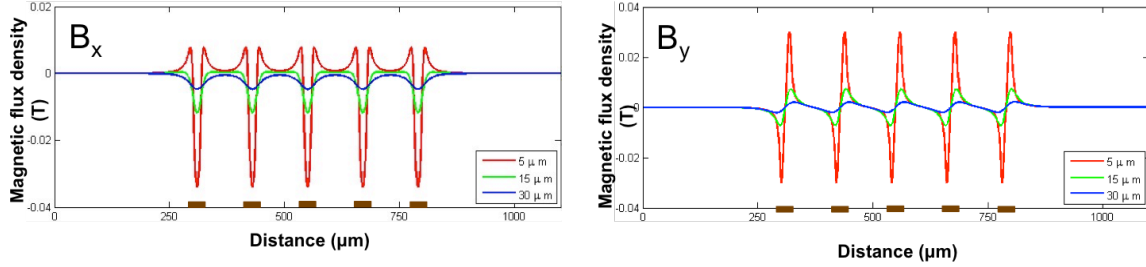 Bx
Magnetic flux density
(T)
0.02
0
-0.02
-0.04
0
250
500
750
1000
5 μ m
15 μ m
30 μ m
Distance (μm)
By
Magnetic flux density
(T)
0.04
0.02
0
-0.02
-0.04
0
250
500
750
1000
5 μ m
15 μ m
30 μ m
Distance (μm)